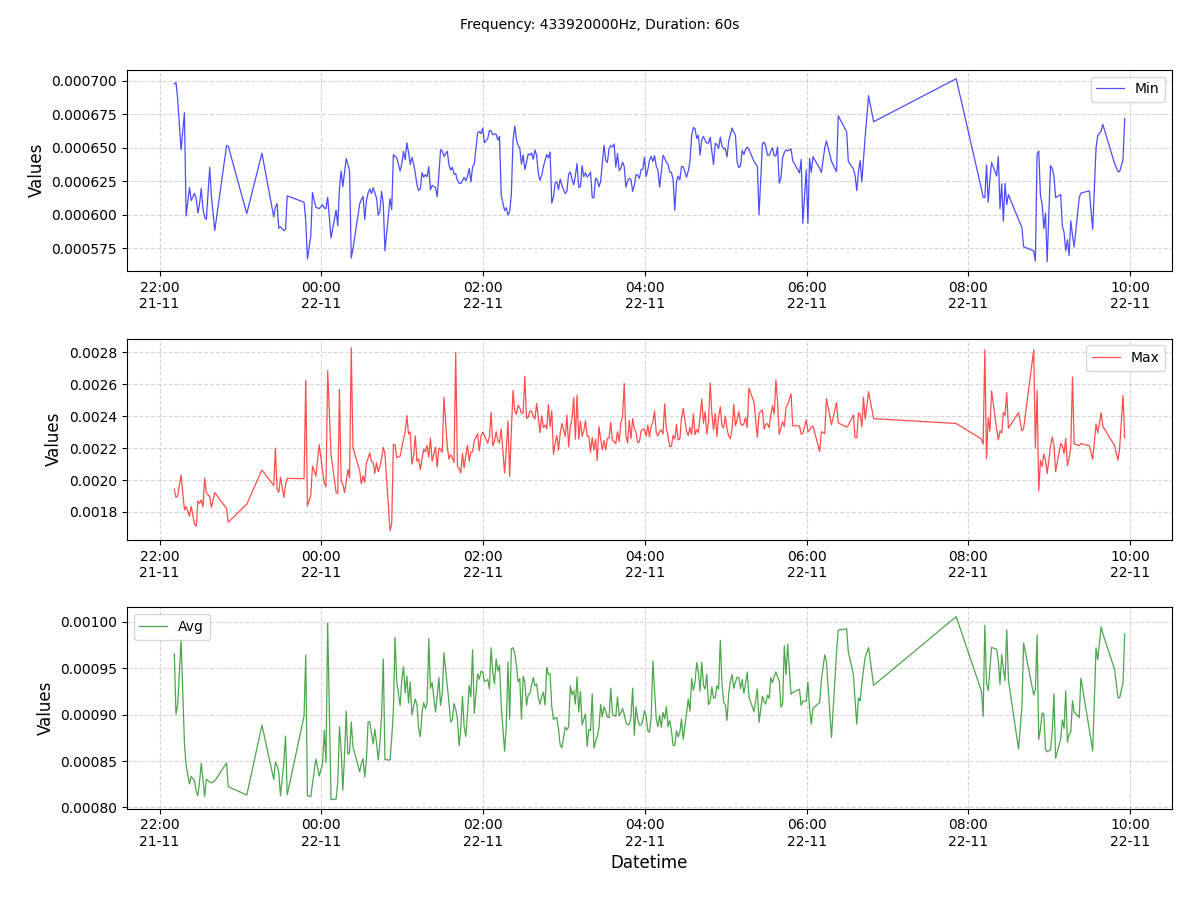 Frequency: 433920000Hz, Duration: 60s
Values
0.000700
0.000675
0.000650
0.000625
0.000600
0.000575
Min
22:00 00:00 02:00 04:00 06:00 08:00 10:00
21-11 22-11 22-11 22-11 22-11 22-11 22-11
Values
0.0028
0.0026
0.0024
0.0022
0.0020
0.0018
Max
22:00 00:00 02:00 04:00 06:00 08:00 10:00
21-11 22-11 22-11 22-11 22-11 22-11 22-11
Values
0.00100
0.00095
0.00090
0.00085
0.00080
Avg
22:00 00:00 02:00 04:00 06:00 08:00 10:00
21-11 22-11 22-11 22-11 22-11 22-11 22-11
Datetime